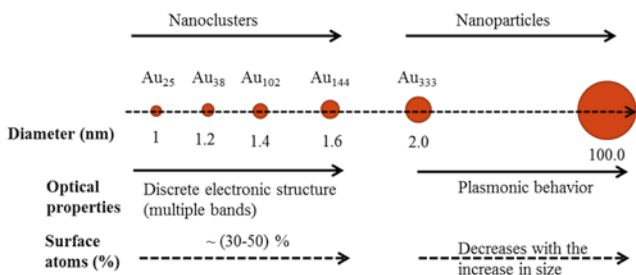 Nanoclusters Nanoparticles
Au25 Au38 Au102 Au144 Au333
Diameter (nm) 1 1.2 1.4 1.6 2.0 100.0
Optical Discrete electronic structure Plasmonic behavior
properties (multiple bands)
Surface ~ (30-50) % Decreases with the
atoms (%) increase in size